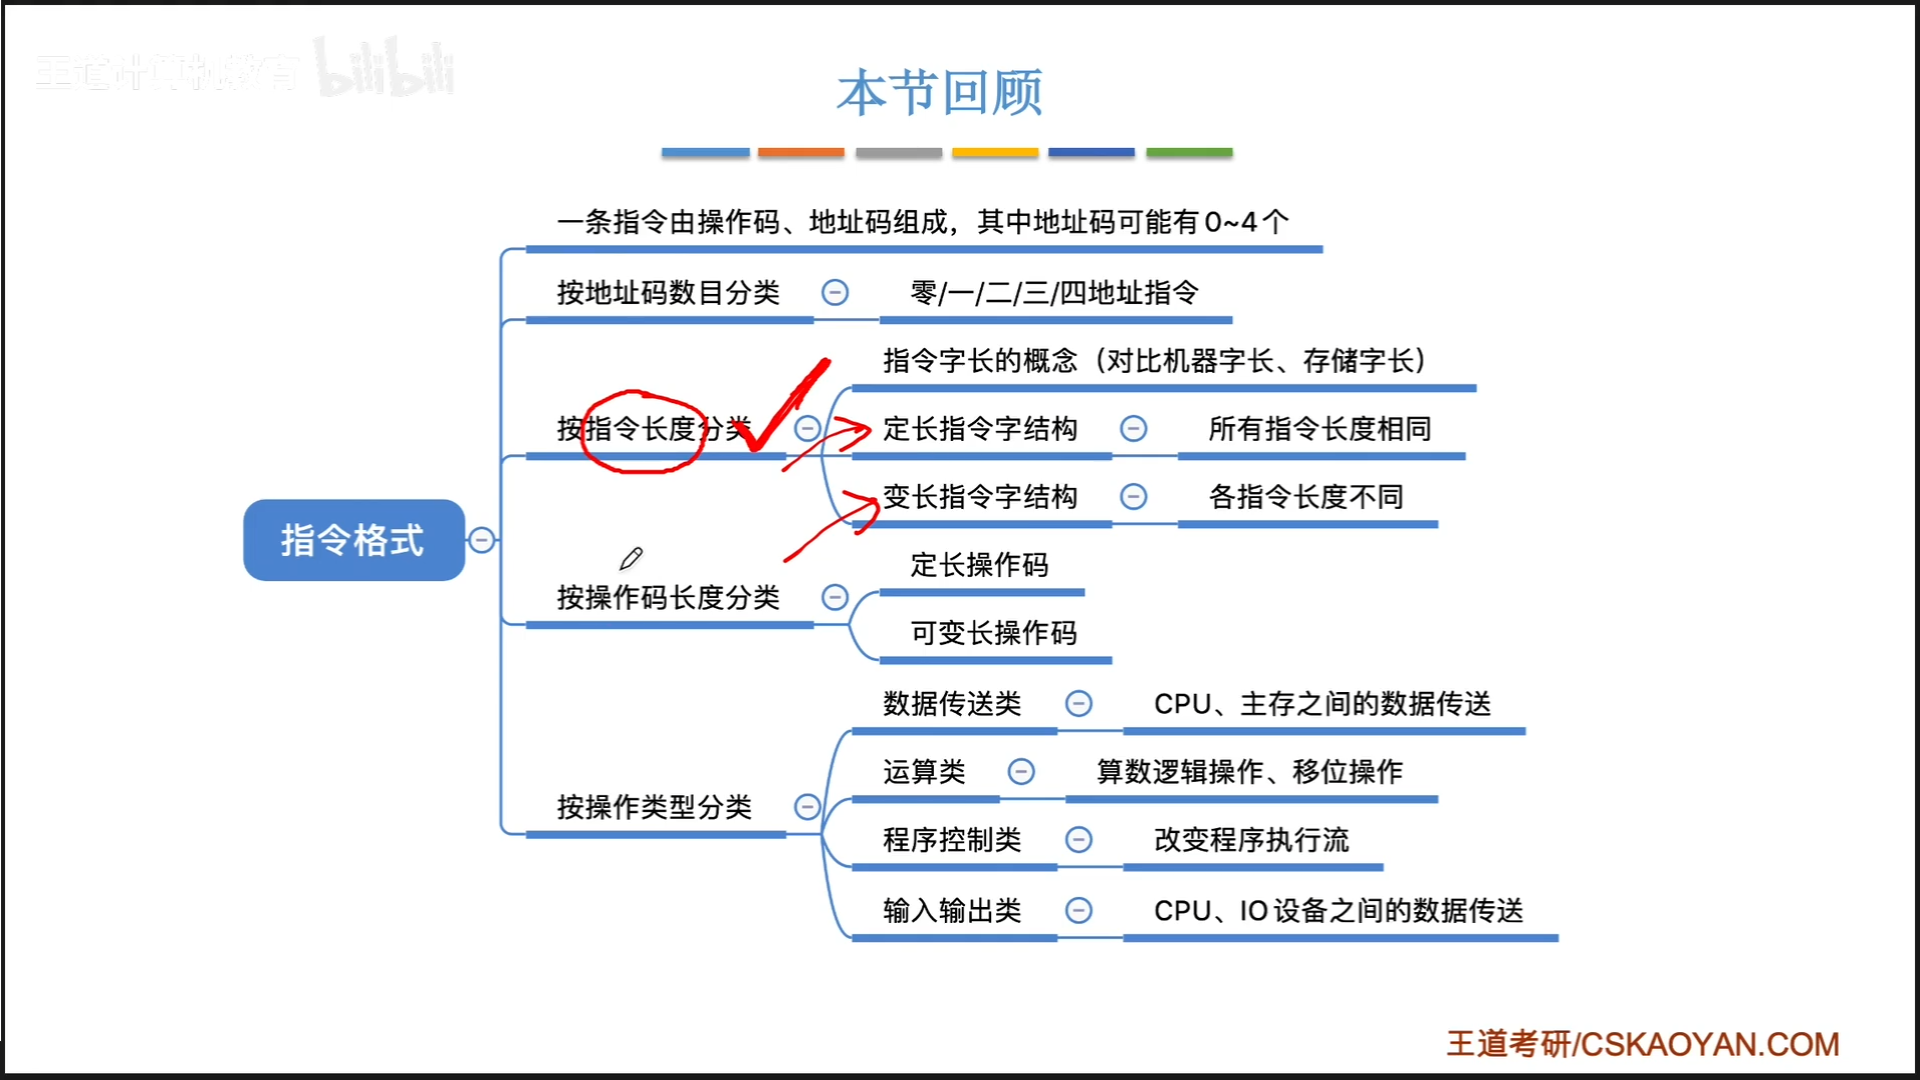 王道计算机教育 bilibili
本节回顾
一条指令由操作码、地址码组成，其中地址码可能有0~4个
按地址码数目分类
零/一/二/三/四地址指令
指令字长的概念（对比机器字长、存储字长）
按指令长度分类
定长指令字结构
所有指令长度相同
变长指令字结构
各指令长度不同
指令格式
定长操作码
按操作码长度分类
可变长操作码
数据传送类
CPU、主存之间的数据传送
运算类
算数逻辑操作、移位操作
按操作类型分类
程序控制类
改变程序执行流
输入输出类
CPU、IO设备之间的数据传送
王道考研/CSKAOYAN.COM